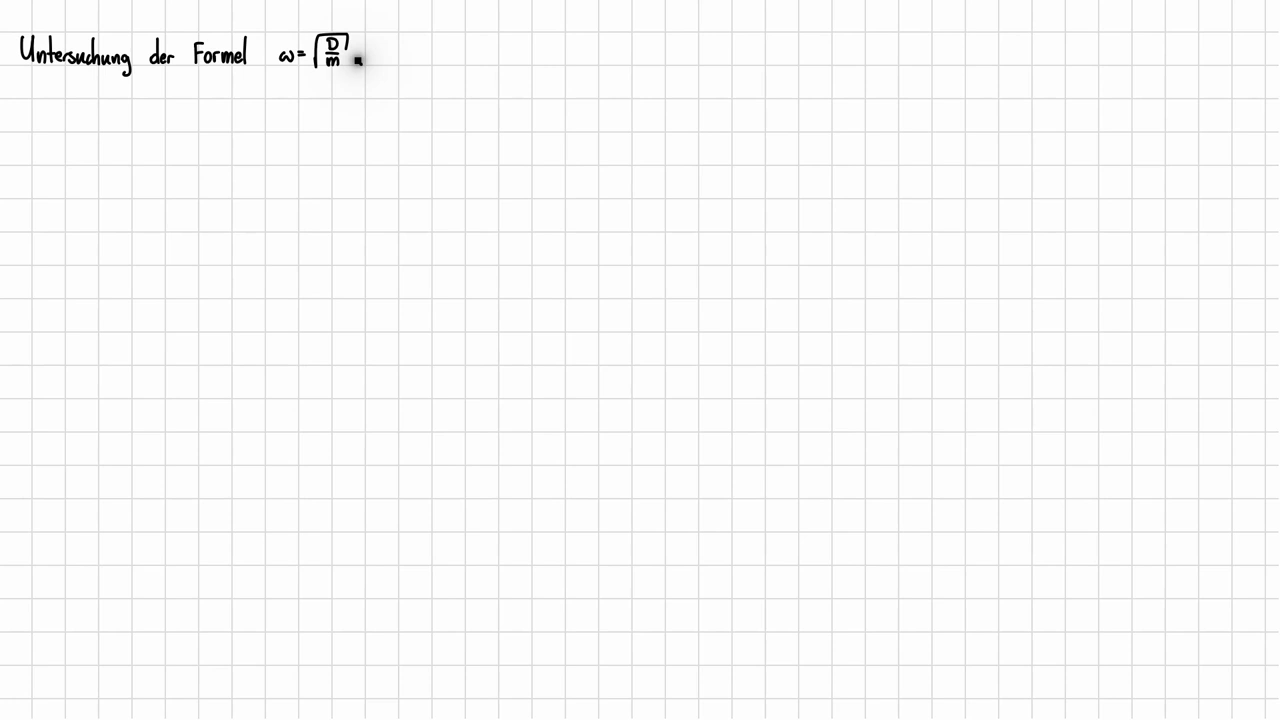 Untersuchung der Formel ω = √(D/m)